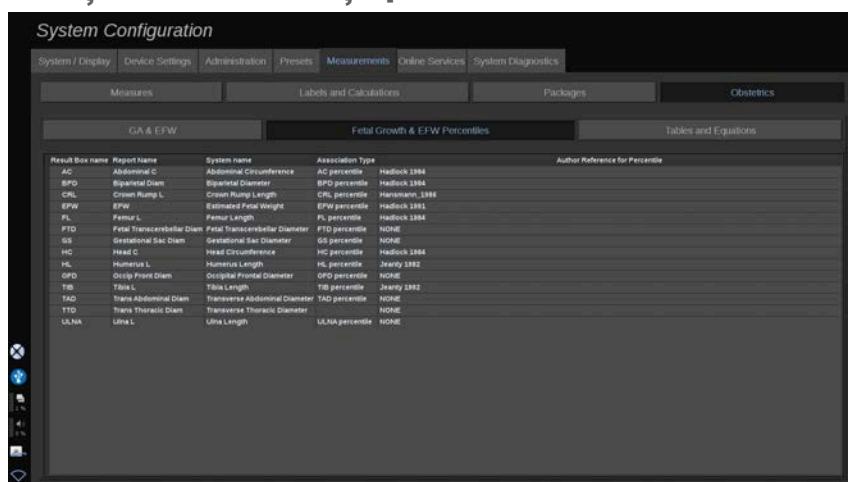 System Configuration
System / Display Device Settings Administration Presets Measurements Online Services System Diagnostics
Measures Labels and Calculations Packages Obstetrics
GA & EFW Fetal Growth & EFW Percentiles Tables and Equations
Result Box name Report Name System name Association Type Author Reference for Percentile
AC Abdominal C Abdominal Circumference AC percentile Hadlock 1984
BPD Biparietal Diam Biparietal Diameter BPD percentile Hadlock 1984
CRL Crown Rump L Crown Rump Length CRL percentile Hansmann_1986
EFW EFW Estimated Fetal Weight EFW percentile Hadlock 1991
FL Femur L Femur Length FL percentile Hadlock 1984
FTD Fetal Transcerebellar Diam Fetal Transcerebellar Diameter FTD percentile NONE
GS Gestational Sac Diam Gestational Sac Diameter GS percentile NONE
HC Head C Head Circumference HC percentile Hadlock 1984
HL Humerus L Humerus Length HL percentile Jeanty 1982
OFD Occip Front Diam Occipital Frontal Diameter OFD percentile NONE
TIB Tibia L Tibia Length TIB percentile Jeanty 1982
TAD Trans Abdominal Diam Transverse Abdominal Diameter TAD percentile NONE
TTD Trans Thoracic Diam Transverse Thoracic Diameter NONE
ULNA Ulna L Ulna Length ULNA percentile NONE